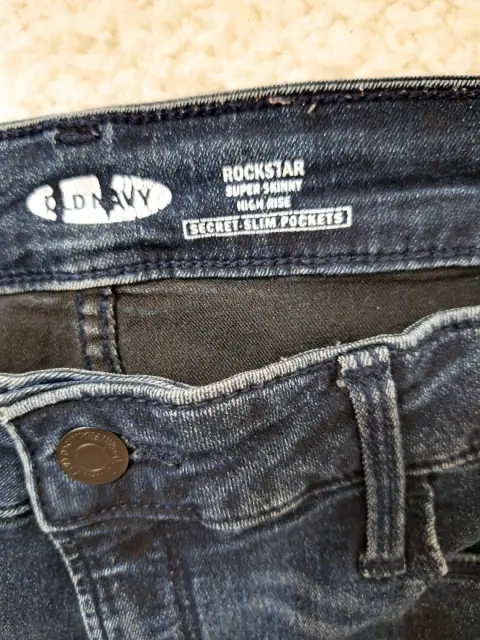 OLD NAVY
ROCKSTAR
SUPER SKINNY
HIGH RISE
SECRET-SLIM POCKETS